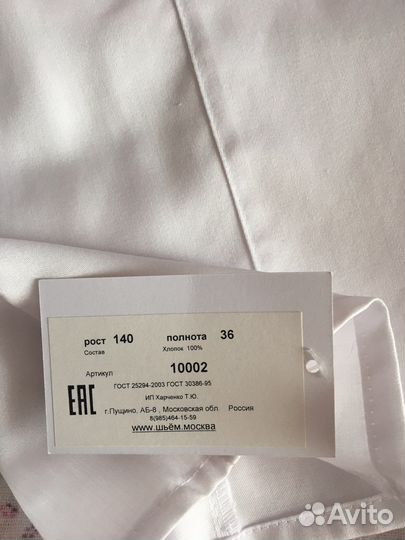 рост 140 полнота 36
Состав Хлопок 100%
Артикул 10002
ГОСТ 25294-2003 ГОСТ 30386-95
EAC ИП Харченко Т.Ю.
г.Пущино, АБ-6 , Московская обл Россия
8(985)464-15-59
www.шьём.москва
Avito